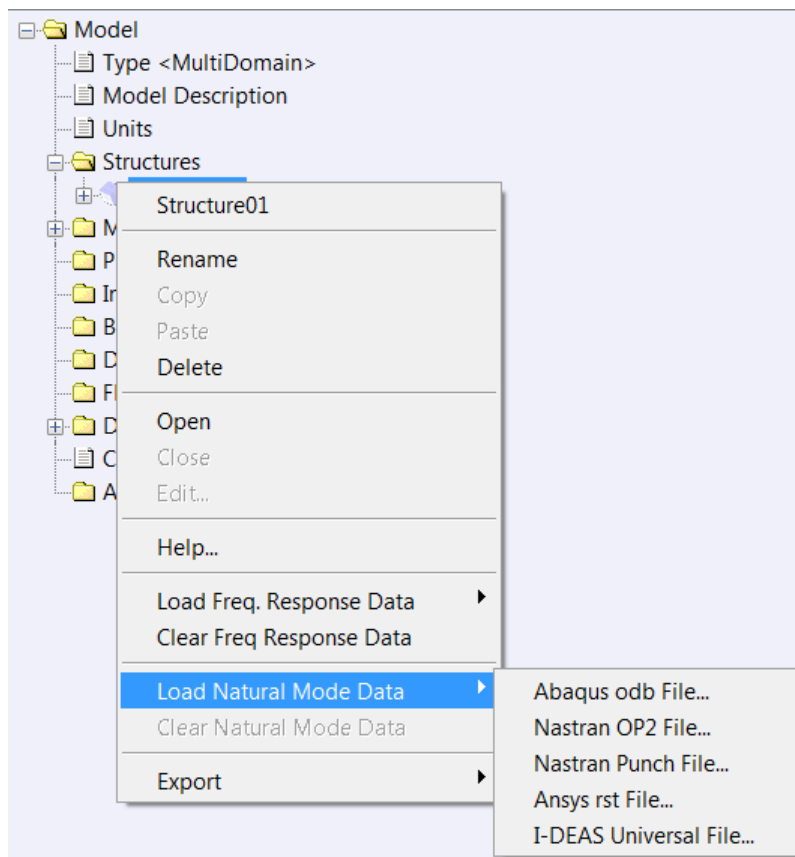 Model
Type <MultiDomain>
Model Description
Units
Structures
Structure01
Rename
Copy
Paste
Delete
Open
Close
Edit...
Help...
Load Freq. Response Data
Clear Freq Response Data
Load Natural Mode Data
Clear Natural Mode Data
Export
Abaqus odb File...
Nastran OP2 File...
Nastran Punch File...
Ansys rst File...
I-DEAS Universal File...